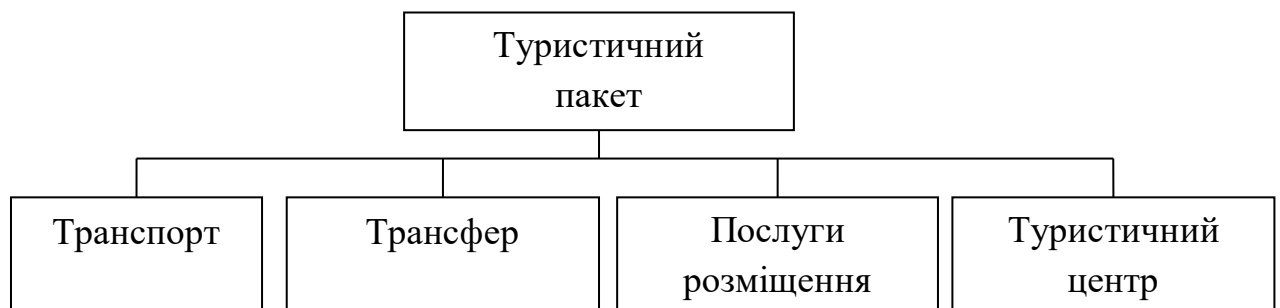 Туристичний
пакет
Транспорт
Трансфер
Послуги
розміщення
Туристичний
центр